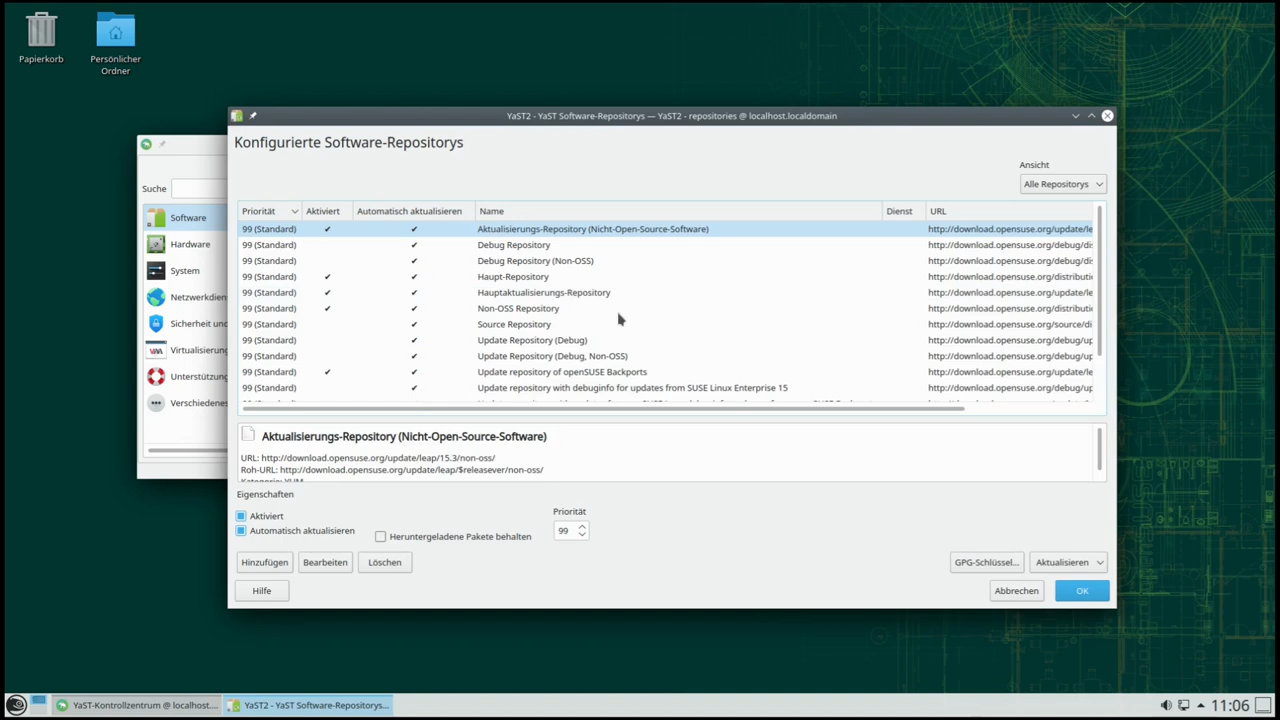 Papierkorb
Persönlicher
Ordner
YaST2 - YaST Software-Repositorys — YaST2 - repositories @ localhost.localdomain
Konfigurierte Software-Repositorys
Ansicht
Alle Repositorys
Suche
Software
Hardware
System
Netzwerkdien
Sicherheit und
Virtualisierung
Unterstützung
Verschiedenes
Priorität Aktiviert Automatisch aktualisieren Name Dienst URL
99 (Standard) ✔ ✔ Aktualisierungs-Repository (Nicht-Open-Source-Software) http://download.opensuse.org/update/le
99 (Standard) ✔ Debug Repository http://download.opensuse.org/debug/dis
99 (Standard) ✔ Debug Repository (Non-OSS) http://download.opensuse.org/debug/dis
99 (Standard) ✔ ✔ Haupt-Repository http://download.opensuse.org/distributi
99 (Standard) ✔ ✔ Hauptaktualisierungs-Repository http://download.opensuse.org/update/le
99 (Standard) ✔ ✔ Non-OSS Repository http://download.opensuse.org/distributi
99 (Standard) ✔ Source Repository http://download.opensuse.org/source/di
99 (Standard) ✔ Update Repository (Debug) http://download.opensuse.org/debug/up
99 (Standard) ✔ Update Repository (Debug, Non-OSS) http://download.opensuse.org/debug/up
99 (Standard) ✔ ✔ Update repository of openSUSE Backports http://download.opensuse.org/update/le
99 (Standard) ✔ Update repository with debuginfo for updates from SUSE Linux Enterprise 15 http://download.opensuse.org/debug/up
Aktualisierungs-Repository (Nicht-Open-Source-Software)
URL: http://download.opensuse.org/update/leap/15.3/non-oss/
Roh-URL: http://download.opensuse.org/update/leap/$releasever/non-oss/
Kategorie: YUM
Eigenschaften
Aktiviert
Automatisch aktualisieren
Heruntergeladene Pakete behalten
Priorität
99
Hinzufügen Bearbeiten Löschen GPG-Schlüssel... Aktualisieren
Hilfe Abbrechen OK
YaST-Kontrollzentrum @ localhost.... YaST2 - YaST Software-Repositorys... 11:06